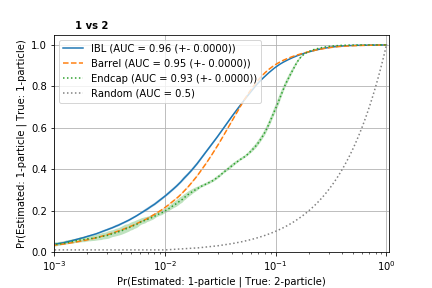 1 vs 2
Pr(Estimated: 1-particle | True: 1-particle)
1.0
0.8
0.6
0.4
0.2
0.0
IBL (AUC = 0.96 (+- 0.0000))
Barrel (AUC = 0.95 (+- 0.0000))
Endcap (AUC = 0.93 (+- 0.0000))
Random (AUC = 0.5)
10⁻³ 10⁻² 10⁻¹ 10⁰
Pr(Estimated: 1-particle | True: 2-particle)